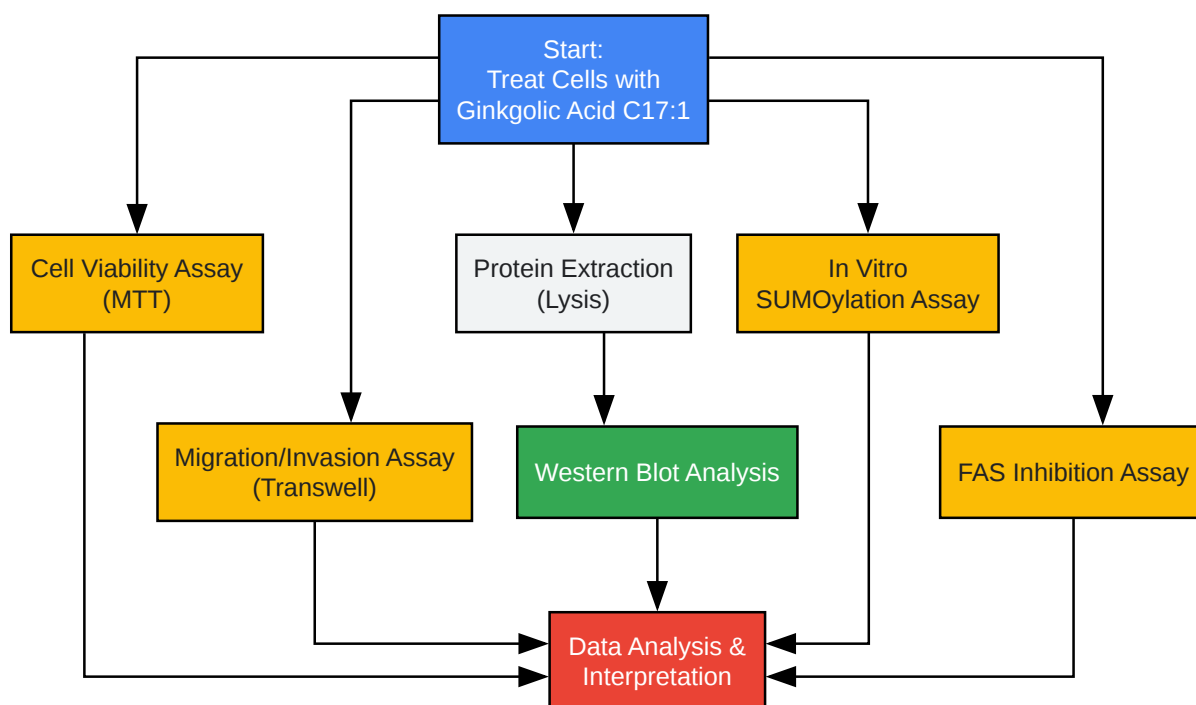 Start:
Treat Cells with
Ginkgolic Acid C17:1
Cell Viability Assay
(MTT)
Protein Extraction
(Lysis)
In Vitro
SUMOylation Assay
Migration/Invasion Assay
(Transwell)
Western Blot Analysis
FAS Inhibition Assay
Data Analysis &
Interpretation